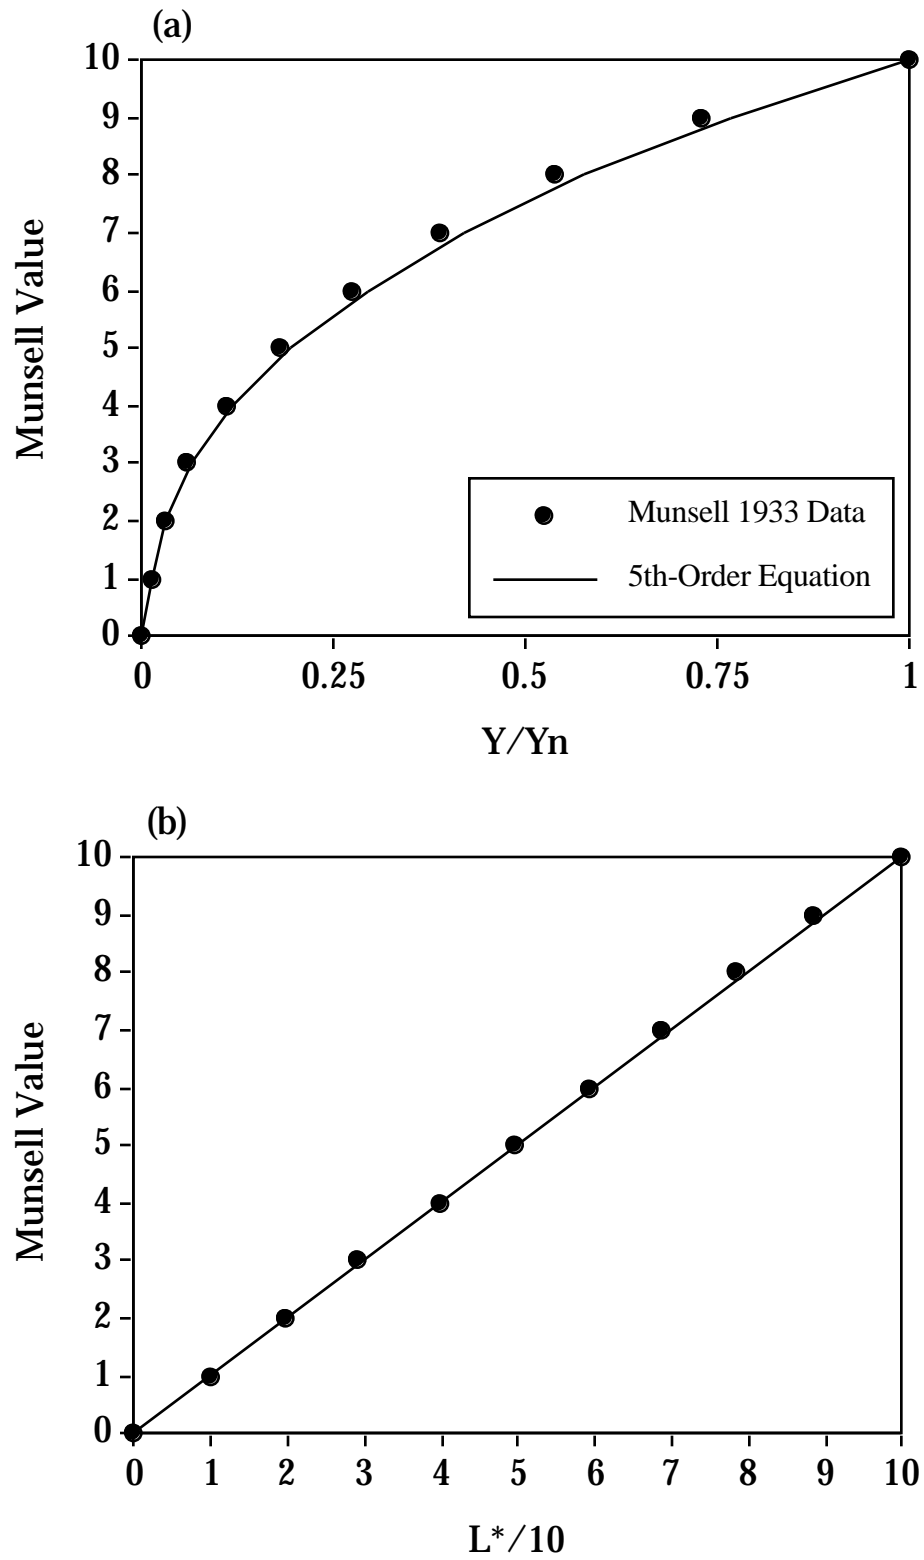 (a)
10
9
8
7
6
5
4
3
2
1
0
Munsell Value
Munsell 1933 Data
5th-Order Equation
0 0.25 0.5 0.75 1
Y/Yn
(b)
10
9
8
7
6
5
4
3
2
1
0
Munsell Value
0 1 2 3 4 5 6 7 8 9 10
L*/10